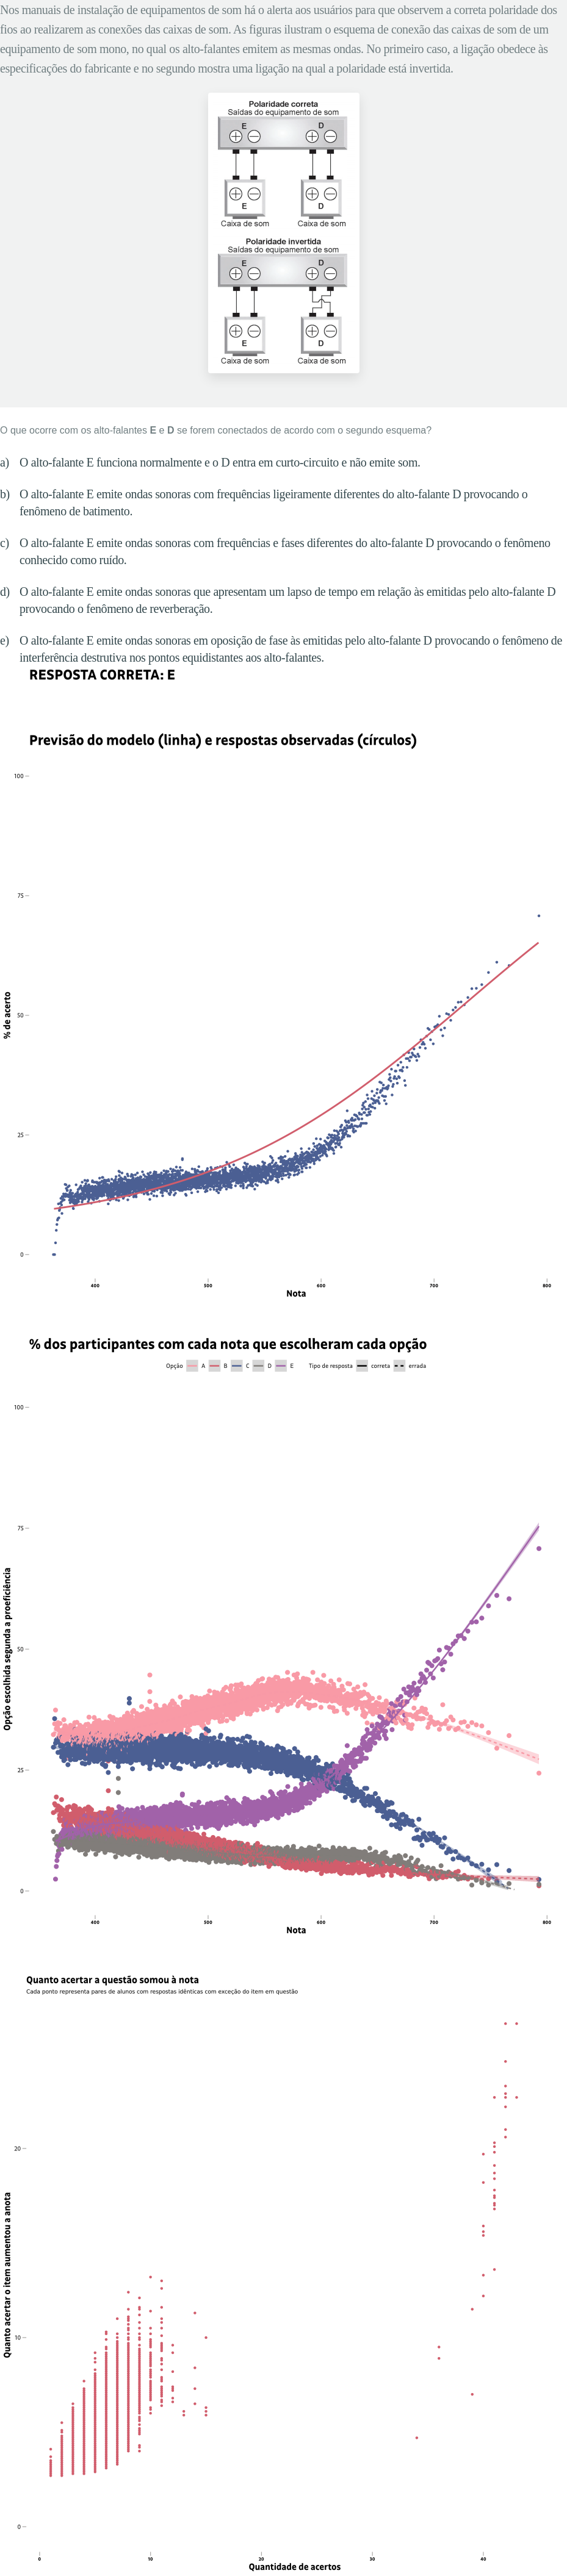 Nos manuais de instalação de equipamentos de som há o alerta aos usuários para que observem a correta polaridade dos
fios ao realizarem as conexões das caixas de som. As figuras ilustram o esquema de conexão das caixas de som de um
equipamento de som mono, no qual os alto-falantes emitem as mesmas ondas. No primeiro caso, a ligação obedece às
especificações do fabricante e no segundo mostra uma ligação na qual a polaridade está invertida.
Polaridade correta
Saídas do equipamento de som
E D
+ − + −
+ − + −
E D
Caixa de som Caixa de som
Polaridade invertida
Saídas do equipamento de som
E D
+ − + −
+ − + −
E D
Caixa de som Caixa de som
O que ocorre com os alto-falantes E e D se forem conectados de acordo com o segundo esquema?
a) O alto-falante E funciona normalmente e o D entra em curto-circuito e não emite som.
b) O alto-falante E emite ondas sonoras com frequências ligeiramente diferentes do alto-falante D provocando o
fenômeno de batimento.
c) O alto-falante E emite ondas sonoras com frequências e fases diferentes do alto-falante D provocando o fenômeno
conhecido como ruído.
d) O alto-falante E emite ondas sonoras que apresentam um lapso de tempo em relação às emitidas pelo alto-falante D
provocando o fenômeno de reverberação.
e) O alto-falante E emite ondas sonoras em oposição de fase às emitidas pelo alto-falante D provocando o fenômeno de
interferência destrutiva nos pontos equidistantes aos alto-falantes.
RESPOSTA CORRETA: E
Previsão do modelo (linha) e respostas observadas (círculos)
100
75
50
25
0
% de acerto
400 500 600 700 800
Nota
% dos participantes com cada nota que escolheram cada opção
Opção A B C D E Tipo de resposta correta errada
100
75
50
25
0
Opção escolhida segunda a proeficiência
400 500 600 700 800
Nota
Quanto acertar a questão somou à nota
Cada ponto representa pares de alunos com respostas idênticas com exceção do item em questão
20
10
0
Quanto acertar o item aumentou a anota
0 10 20 30 40
Quantidade de acertos